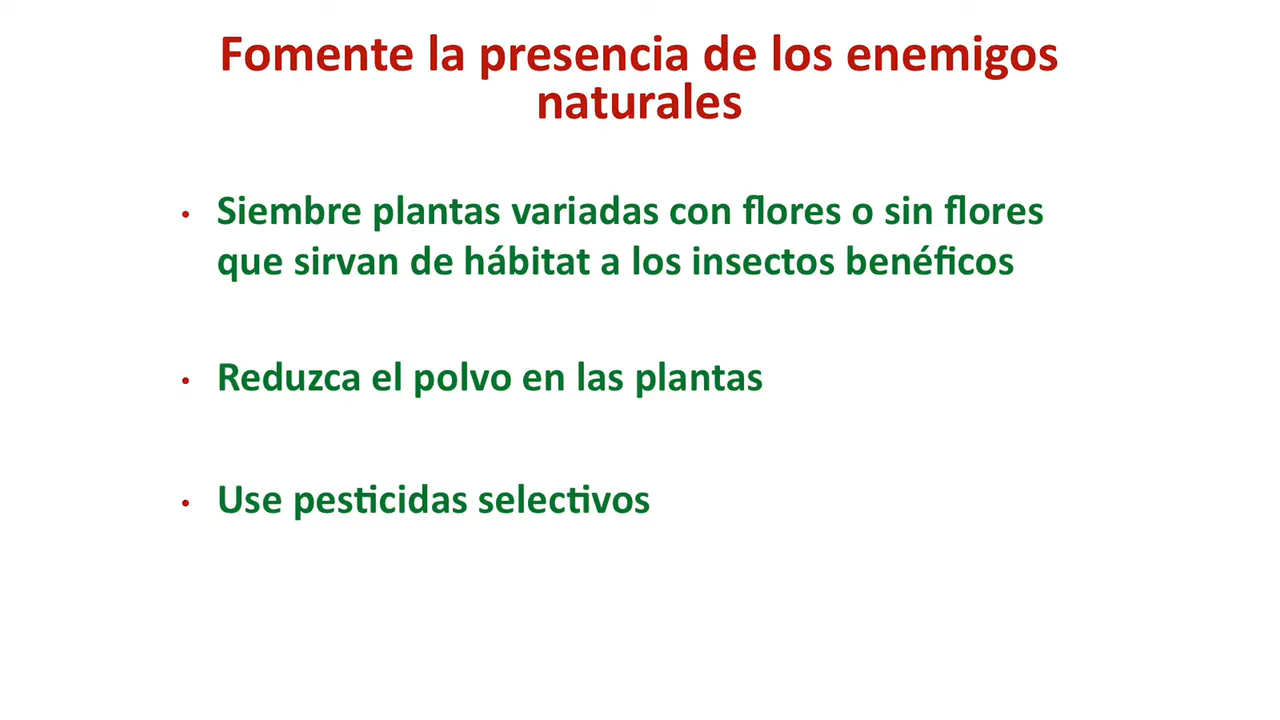 Fomente la presencia de los enemigos
naturales
• Siembre plantas variadas con flores o sin flores
que sirvan de hábitat a los insectos benéficos
• Reduzca el polvo en las plantas
• Use pesticidas selectivos